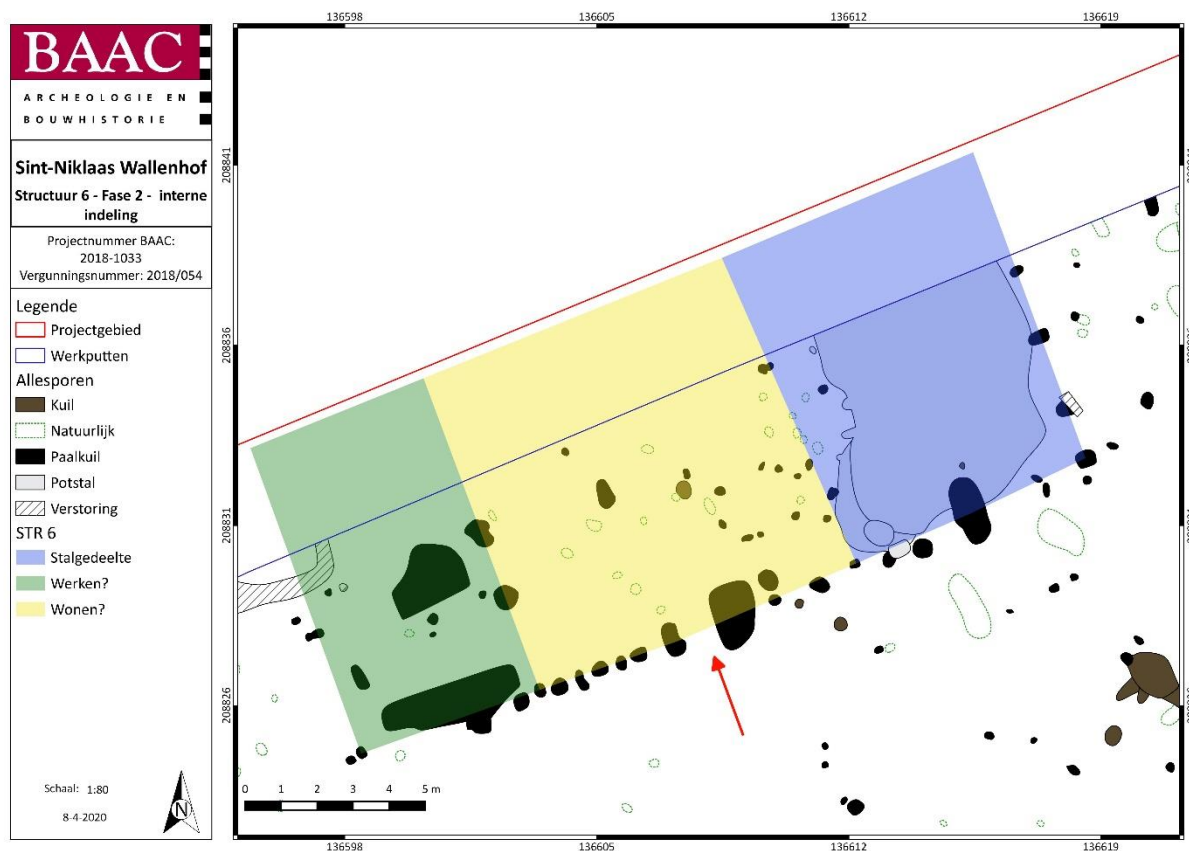 BAAC
ARCHEOLOGIE EN
BOUWHISTORIE
Sint-Niklaas Wallenhof
Structuur 6 - Fase 2 - interne
indeling
Projectnummer BAAC:
2018-1033
Vergunningsnummer: 2018/054
Legende
Projectgebied
Werkputten
Allesporen
Kuil
Natuurlijk
Paalkuil
Potstal
Verstoring
STR 6
Stalgedeelte
Werken?
Wonen?
Schaal: 1:80
8-4-2020
N
136598
136605
136612
136619
208841
208836
208831
208826
0 1 2 3 4 5 m
136598
136605
136612
136619